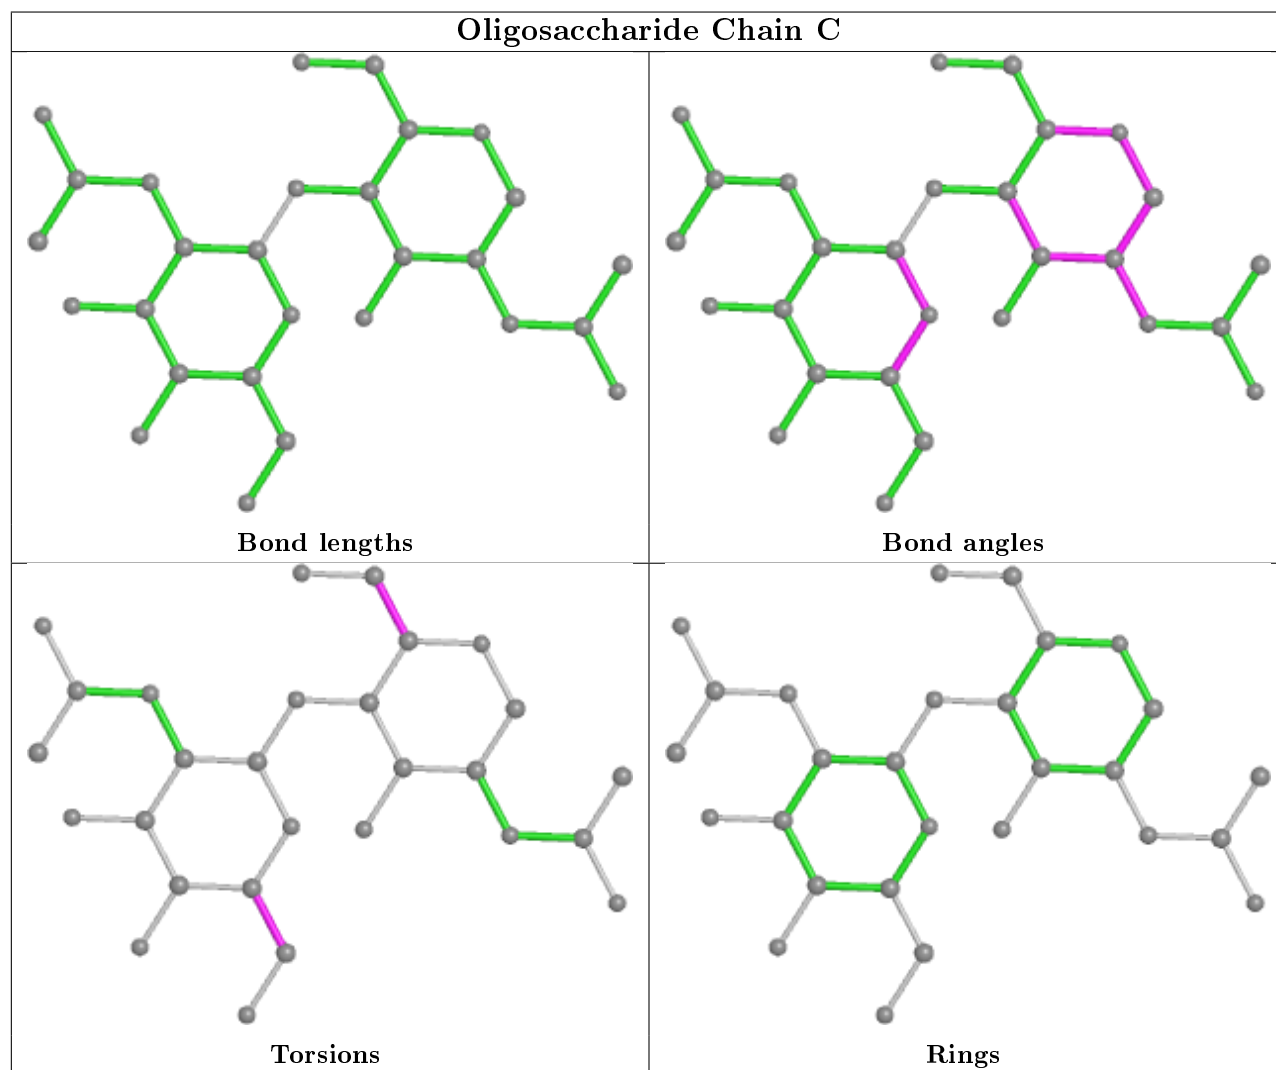 Oligosaccharide Chain C
Bond lengths
Bond angles
Torsions
Rings